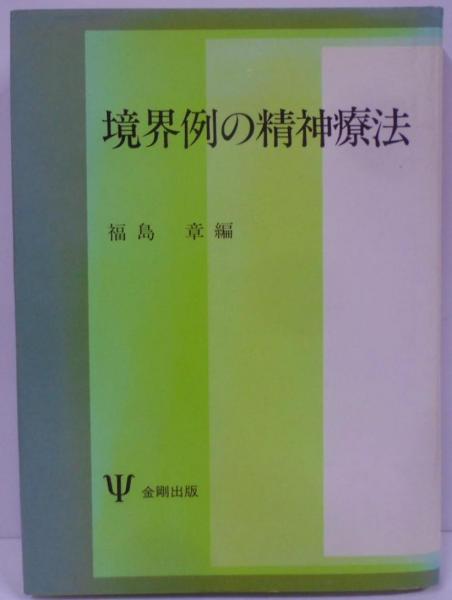 境界例の精神療法
福島 章編
Ψ 金剛出版